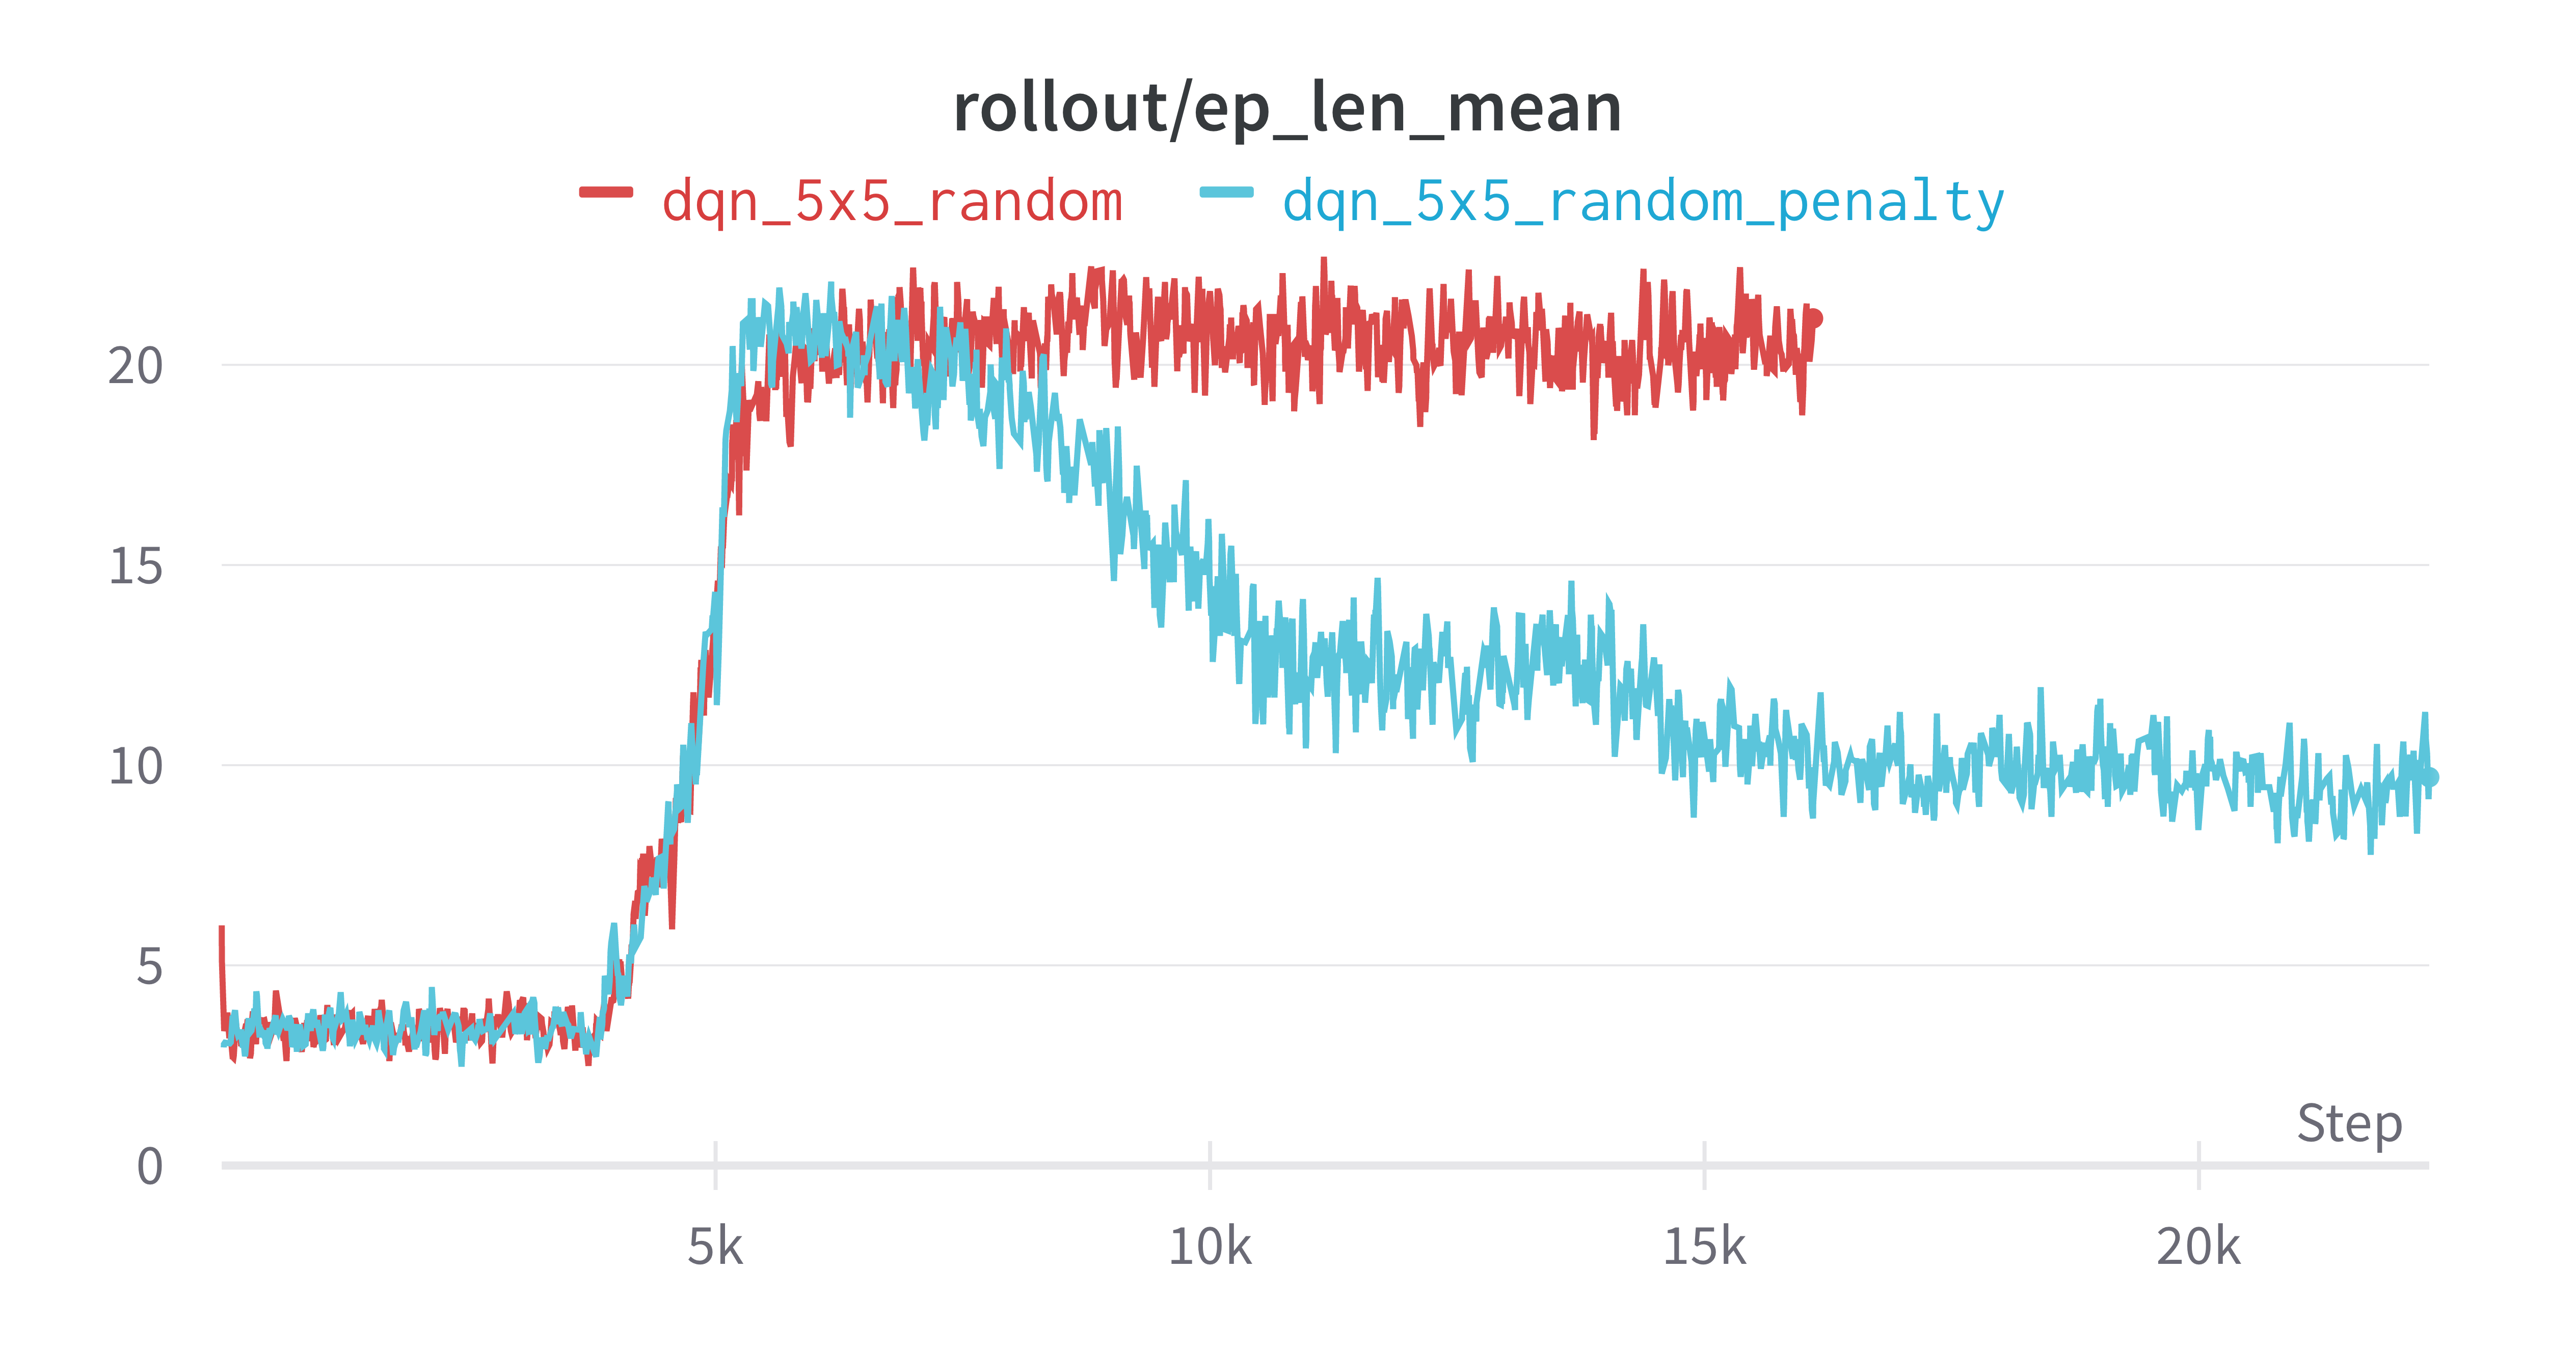 rollout/ep_len_mean
dqn_5x5_random dqn_5x5_random_penalty
20
15
10
5
0
Step
5k 10k 15k 20k